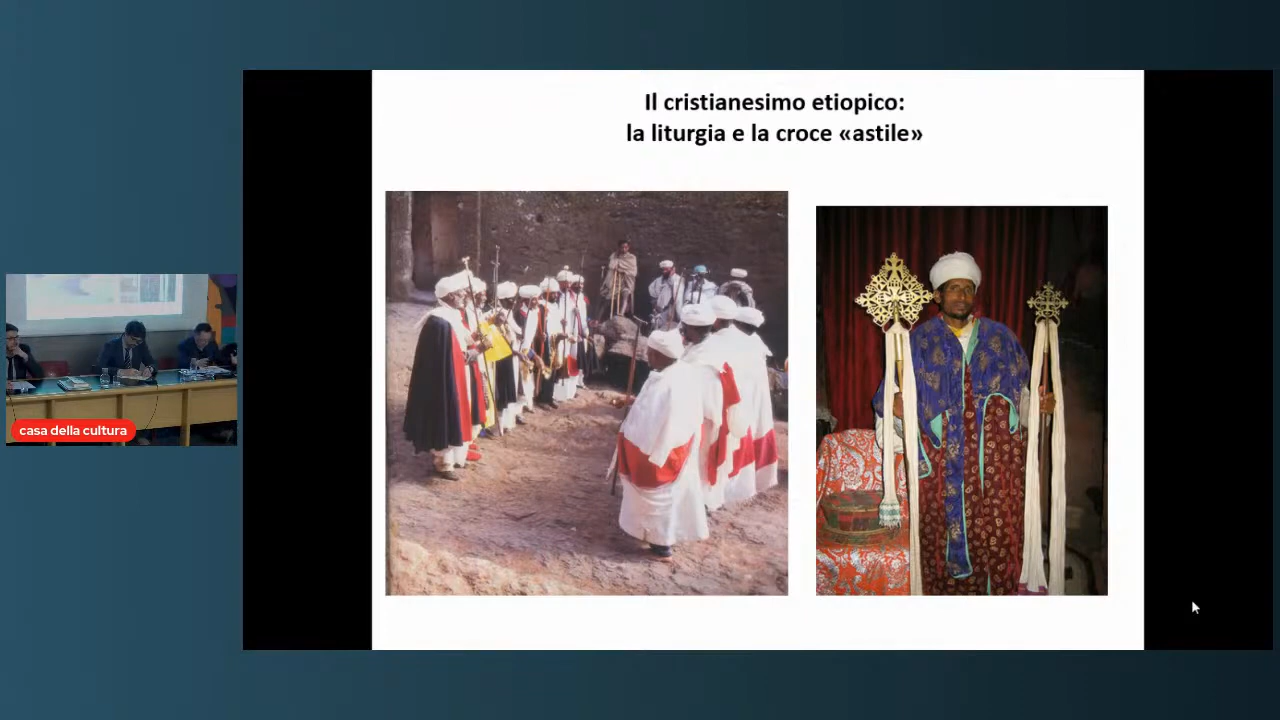 Il cristianesimo etiopico:
la liturgia e la croce «astile»
casa della cultura